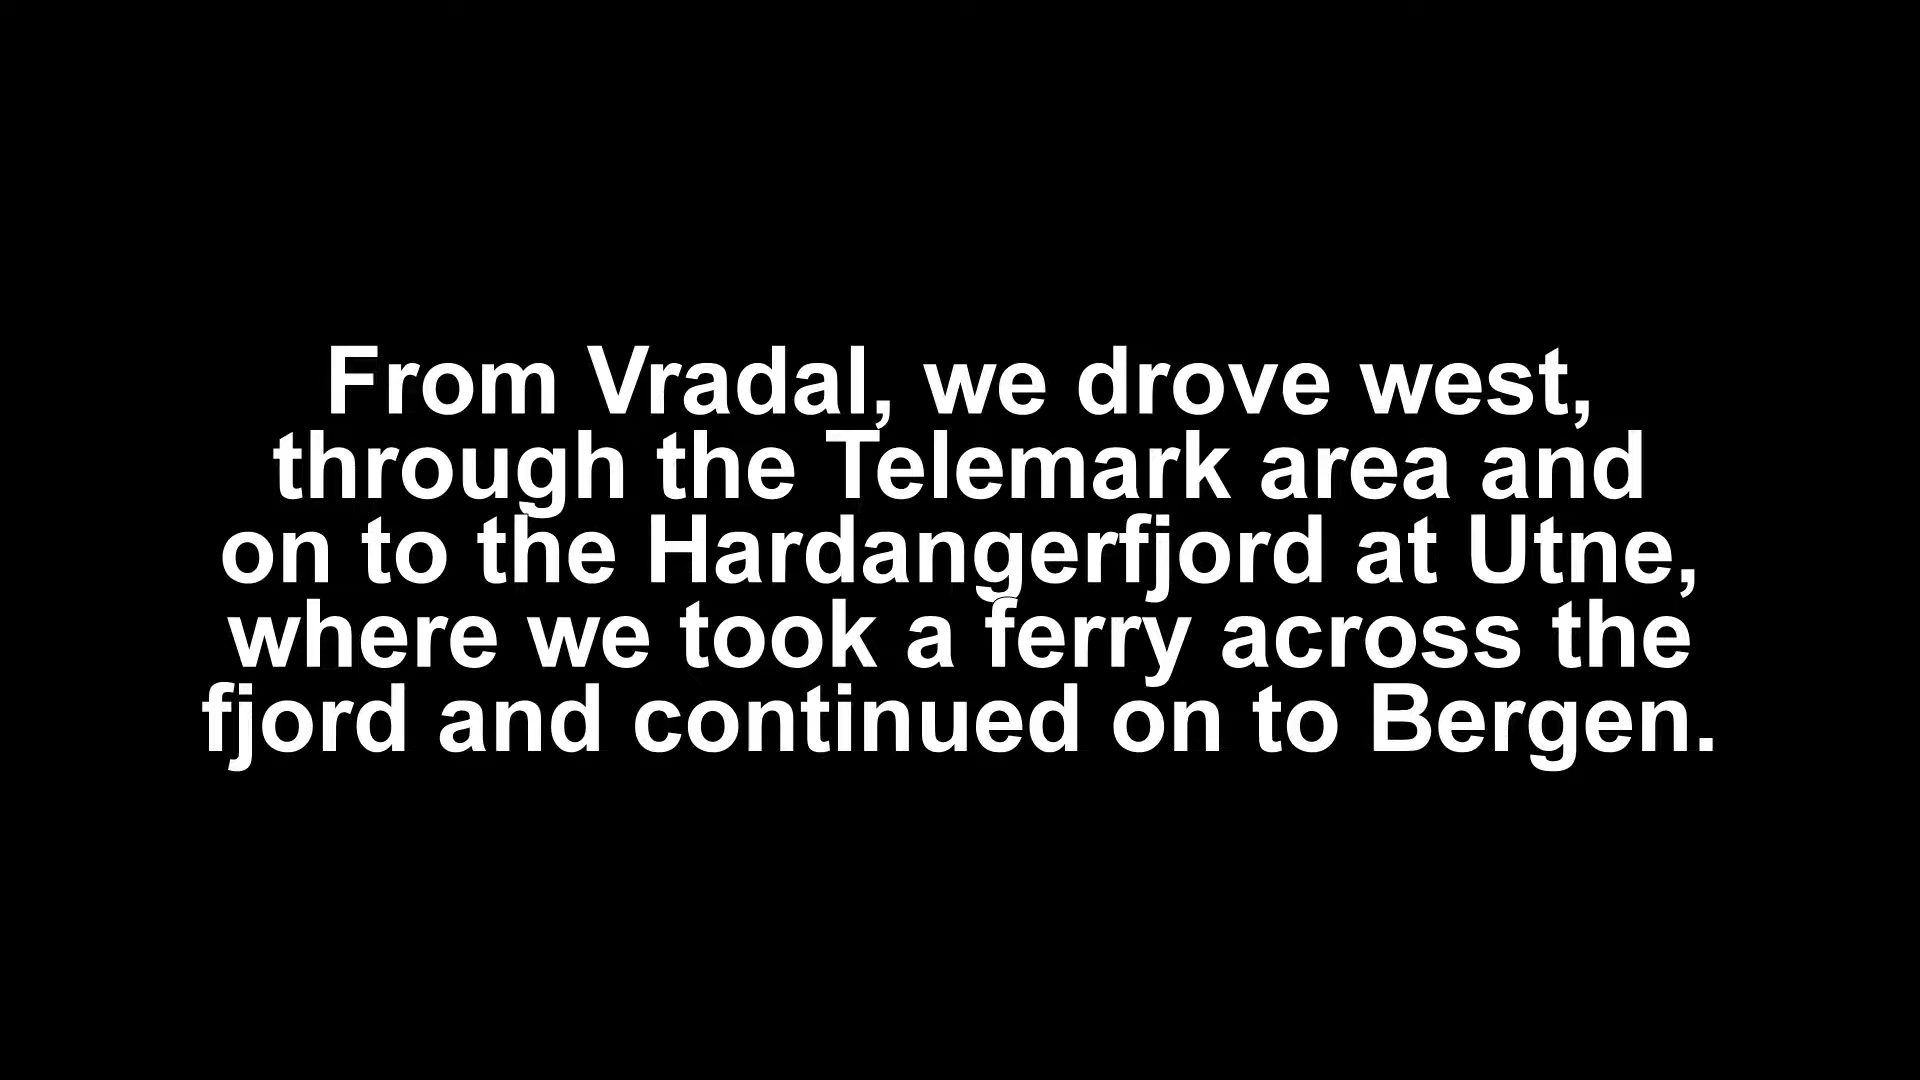 From Vradal, we drove west,
through the Telemark area and
on to the Hardangerfjord at Utne,
where we took a ferry across the
fjord and continued on to Bergen.